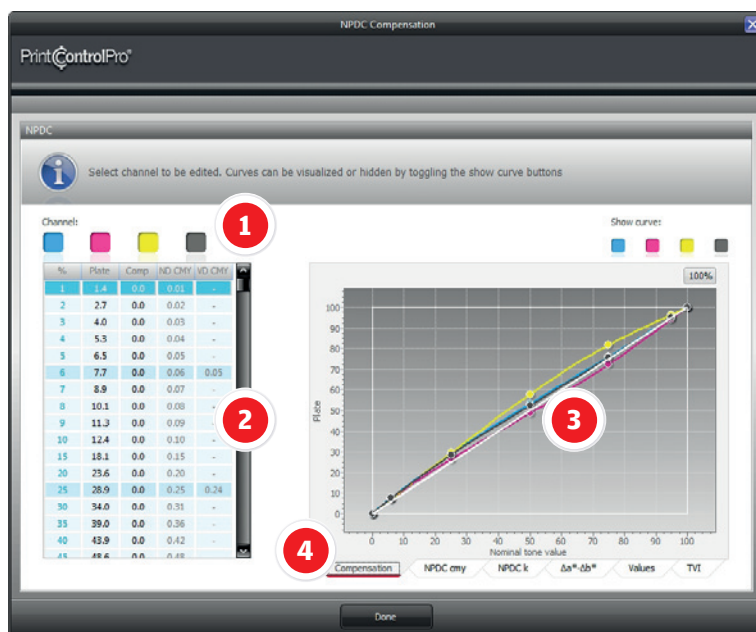 NPDC Compensation
PrintControlPro®
NPDC
Select channel to be edited. Curves can be visualized or hidden by toggling the show curve buttons
Channel:
1
Show curve:
% Plate Comp ND CMY VD CMY
1 1.4 0.0 0.01 -
2 2.7 0.0 0.02 -
3 4.0 0.0 0.03 -
4 5.3 0.0 0.04 -
5 6.5 0.0 0.05 -
6 7.7 0.0 0.06 0.05
7 8.9 0.0 0.07 -
8 10.1 0.0 0.08 -
9 11.3 0.0 0.09
10 12.4 0.0 0.10
15 18.1 0.0 0.15
20 23.6 0.0 0.20 -
25 28.9 0.0 0.25 0.24
30 34.0 0.0 0.31 -
35 39.0 0.0 0.36 -
40 43.9 0.0 0.42 -
45 48.6 0.0 0.48 -
2
100%
100
90
80
70
60
50
40
30
20
10
0
Plate
3
0 10 20 30 40 50 60 70 80 90 100
Nominal tone value
4
Compensation NPDC cmy NPDC k Δa*-Δb* Values TVI
Done